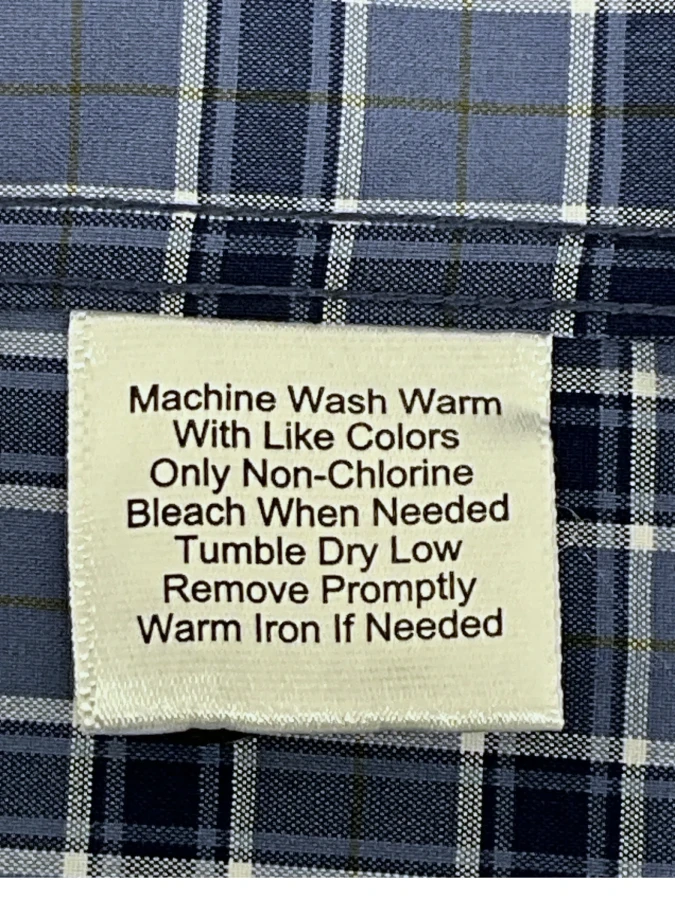 Machine Wash Warm
With Like Colors
Only Non-Chlorine
Bleach When Needed
Tumble Dry Low
Remove Promptly
Warm Iron If Needed